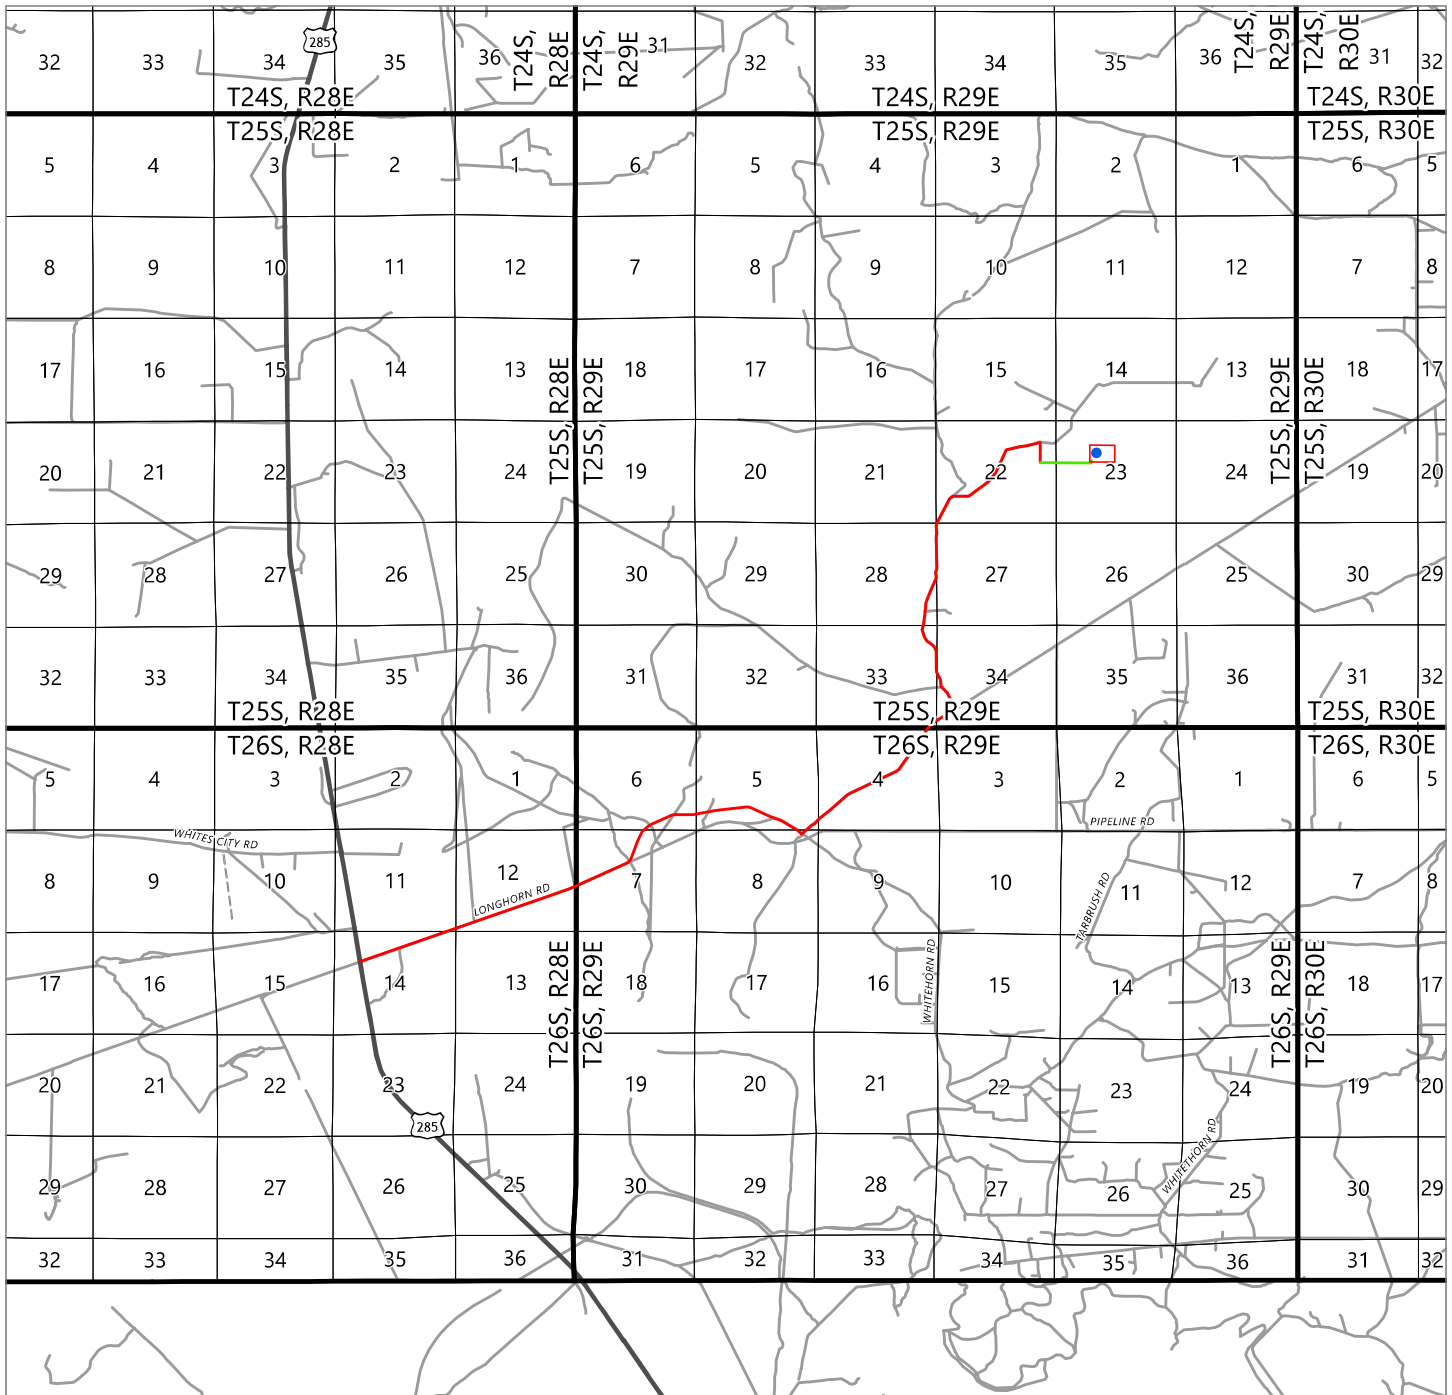 285
32 33 34 35 36 31 32 33 34 35 36 31 32
T24S, R28E T24S, R29E T24S, R29E T24S, R30E
T24S, R28E T24S, R29E T24S, R30E
T25S, R28E T25S, R29E T25S, R30E
5 4 3 2 1 6 5 4 3 2 1 6 5
8 9 10 11 12 7 8 9 10 11 12 7 8
17 16 15 14 13 18 17 16 15 14 13 18 17
T25S, R28E T25S, R29E T25S, R29E T25S, R30E
20 21 22 23 24 19 20 21 22 23 24 19 20
29 28 27 26 25 30 29 28 27 26 25 30 29
32 33 34 35 36 31 32 33 34 35 36 31 32
T25S, R28E T25S, R29E T25S, R30E
T26S, R28E T26S, R29E T26S, R30E
5 4 3 2 1 6 5 4 3 2 1 6 5
PIPELINE RD
WHITES CITY RD
8 9 10 11 12 7 8 9 10 11 12 7 8
LONGHORN RD
TARBRUSH RD
T26S, R28E T26S, R29E T26S, R29E T26S, R30E
WHITEHORN RD
17 16 15 14 13 18 17 16 15 14 13 18 17
20 21 22 23 24 19 20 21 22 23 24 19 20
285
WHITETHORN RD
29 28 27 26 25 30 29 28 27 26 25 30 29
32 33 34 35 36 31 32 33 34 35 36 31 32